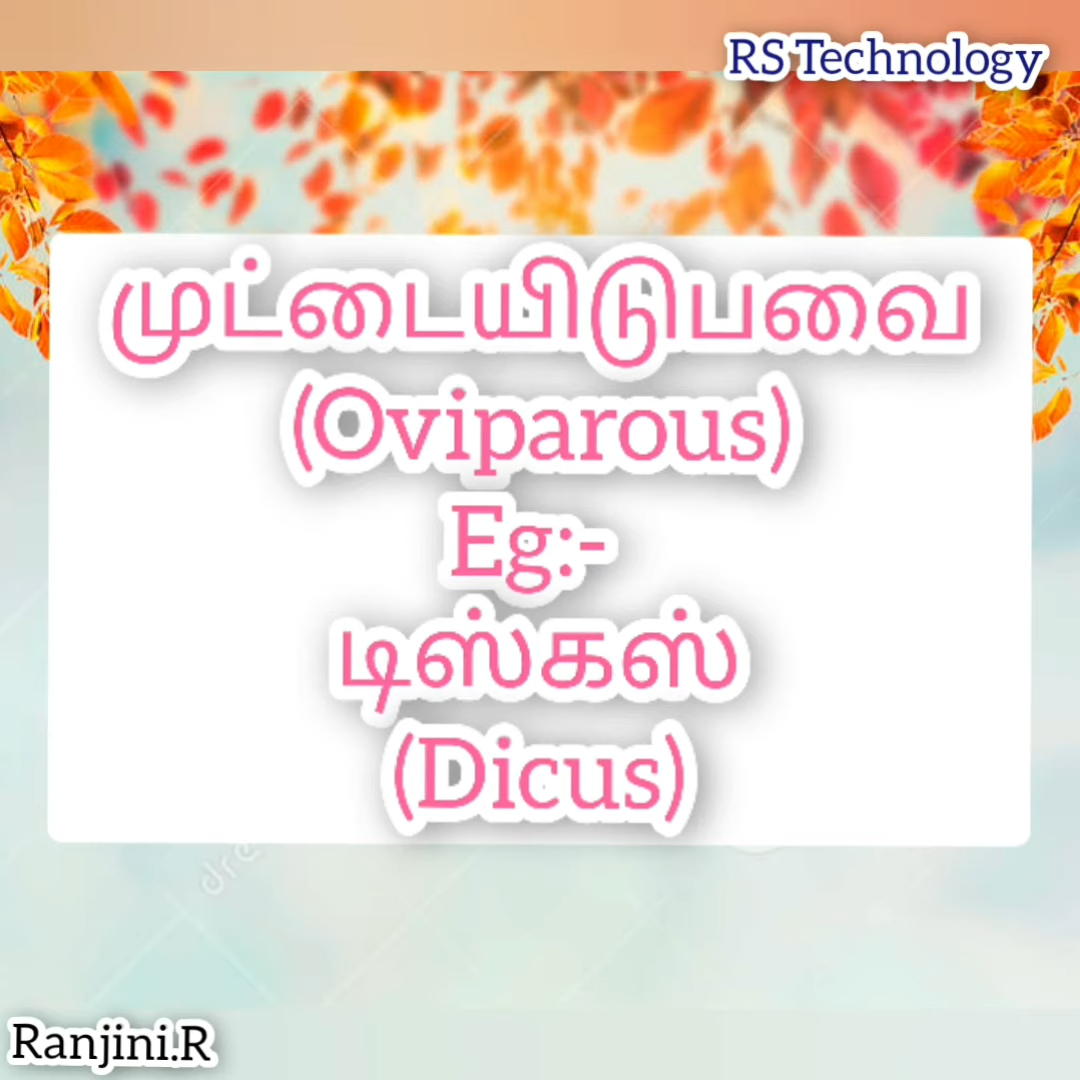 RS Technology
முட்டையிடுபவை
(Oviparous)
Eg:-
டிஸ்கஸ்
(Dicus)
Ranjini.R